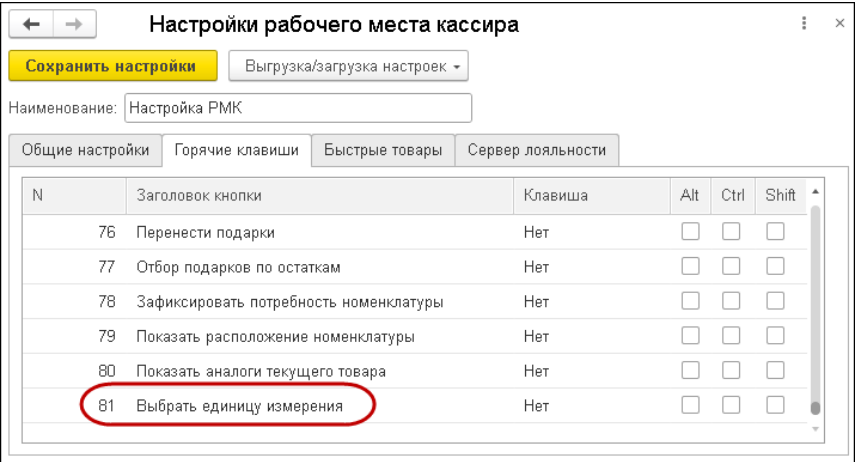 Настройки рабочего места кассира
Сохранить настройки Выгрузка/загрузка настроек
Наименование: Настройка РМК
Общие настройки Горячие клавиши Быстрые товары Сервер лояльности
N Заголовок кнопки Клавиша Alt Ctrl Shift
76 Перенести подарки Нет
77 Отбор подарков по остаткам Нет
78 Зафиксировать потребность номенклатуры Нет
79 Показать расположение номенклатуры Нет
80 Показать аналоги текущего товара Нет
81 Выбрать единицу измерения Нет